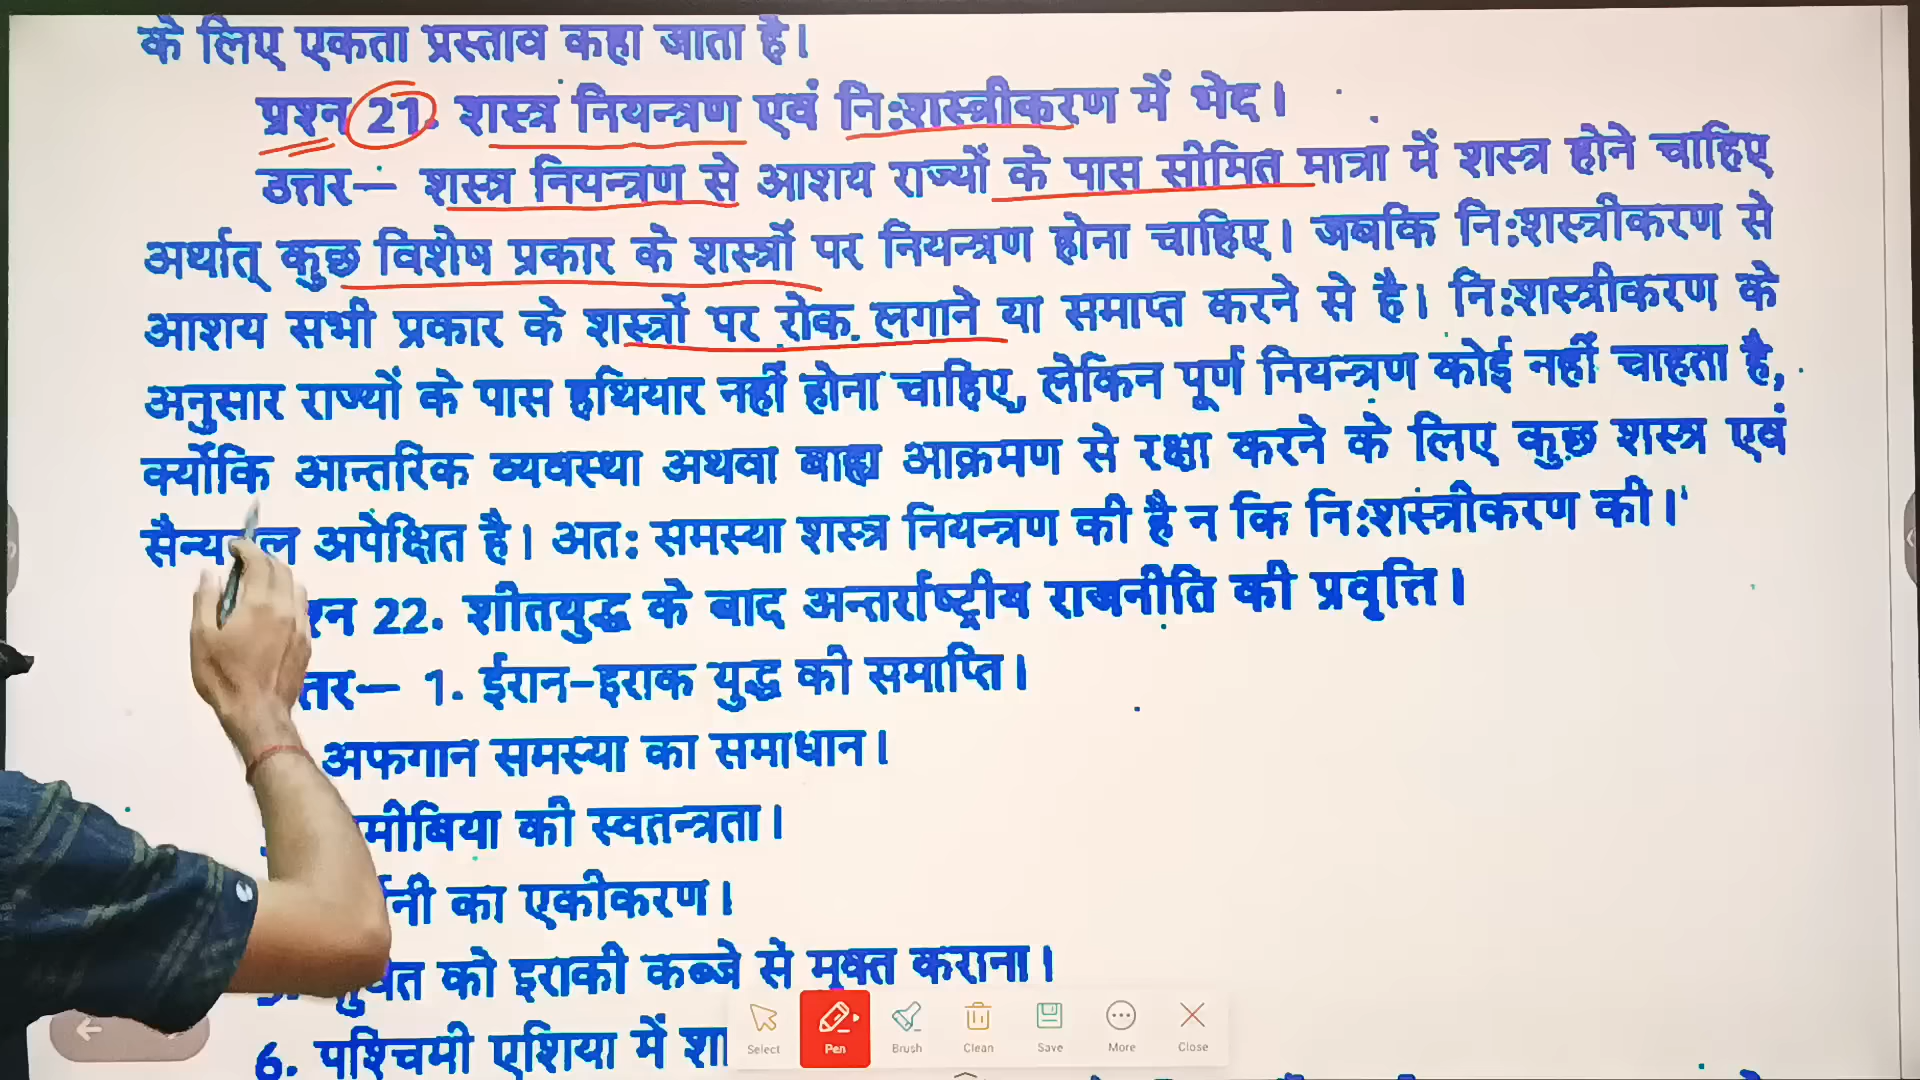 के लिए एकता प्रस्ताव कहा जाता है।
प्रश्न 21. शस्त्र नियन्त्रण एवं नि:शस्त्रीकरण में भेद।
उत्तर— शस्त्र नियन्त्रण से आशय राज्यों के पास सीमित मात्रा में शस्त्र होने चाहिए
अर्थात् कुछ विशेष प्रकार के शस्त्रों पर नियन्त्रण होना चाहिए। जबकि नि:शस्त्रीकरण से
आशय सभी प्रकार के शस्त्रों पर रोक लगाने या समाप्त करने से है। नि:शस्त्रीकरण के
अनुसार राज्यों के पास हथियार नहीं होना चाहिए, लेकिन पूर्ण नियन्त्रण कोई नहीं चाहता है,
क्योंकि आन्तरिक व्यवस्था अथवा बाह्य आक्रमण से रक्षा करने के लिए कुछ शस्त्र एवं
अपेक्षित है। अत: समस्या शस्त्र नियन्त्रण की है न कि नि:शस्त्रीकरण की।
22. शीतयुद्ध के बाद अन्तर्राष्ट्रीय राजनीति की प्रवृत्ति।
1. ईरान-इराक युद्ध की समाप्ति।
अफगान समस्या का समाधान।
की स्वतन्त्रता।
का एकीकरण।
को इराकी कब्जे से मुक्त कराना।
6. पश्चिमी एशिया में
Select Pen Brush Clean Save More Close